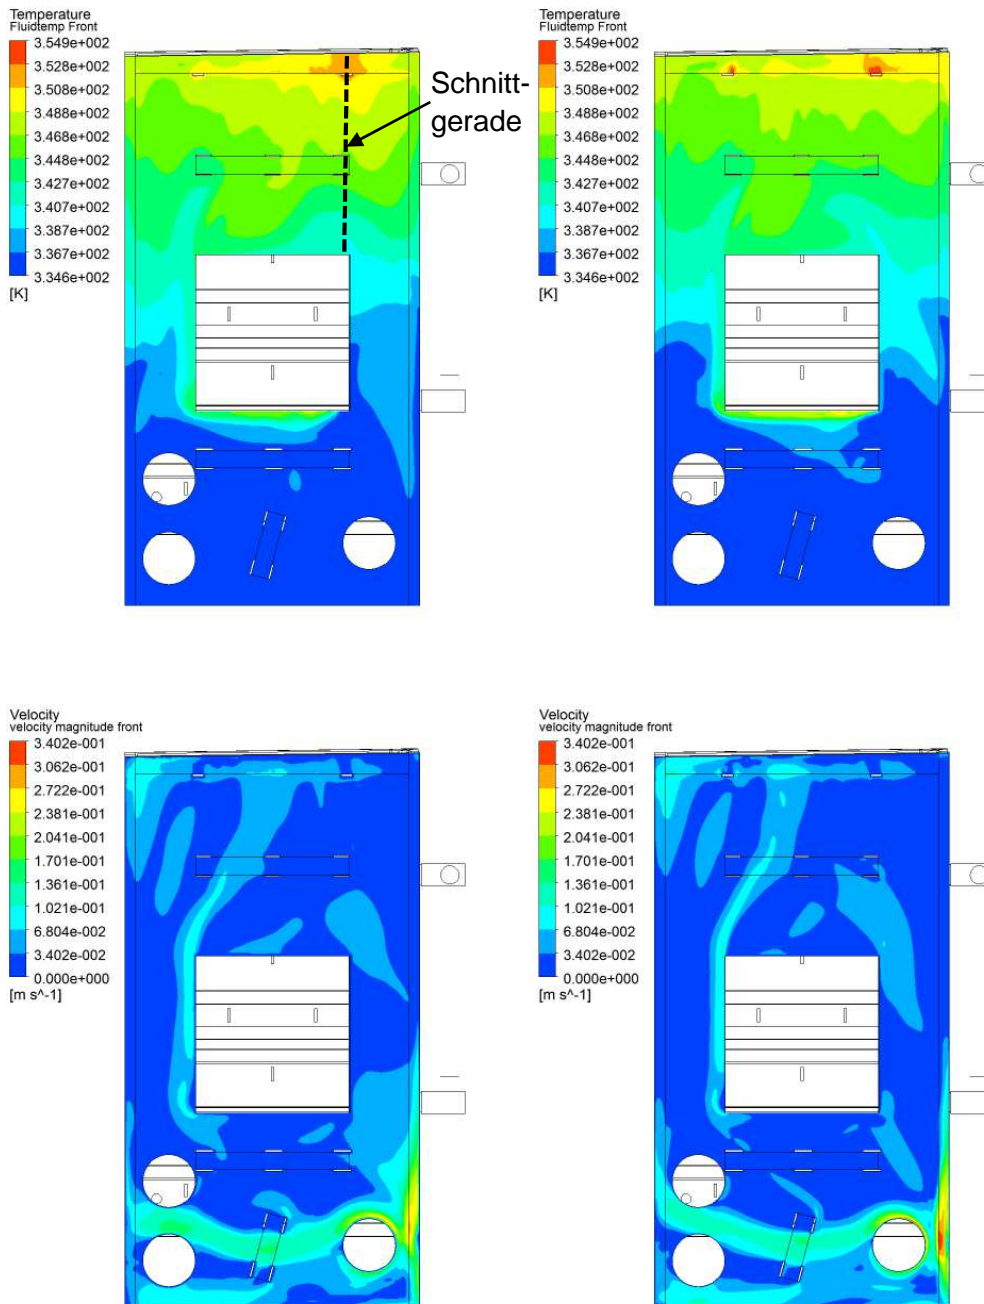 Temperature
Fluidtemp Front
3.549e+002
3.528e+002
3.508e+002
3.488e+002
3.468e+002
3.448e+002
3.427e+002
3.407e+002
3.387e+002
3.367e+002
3.346e+002
[K]
Schnitt-
gerade
Temperature
Fluidtemp Front
3.549e+002
3.528e+002
3.508e+002
3.488e+002
3.468e+002
3.448e+002
3.427e+002
3.407e+002
3.387e+002
3.367e+002
3.346e+002
[K]
Velocity
velocity magnitude front
3.402e-001
3.062e-001
2.722e-001
2.381e-001
2.041e-001
1.701e-001
1.361e-001
1.021e-001
6.804e-002
3.402e-002
0.000e+000
[m s^-1]
Velocity
velocity magnitude front
3.402e-001
3.062e-001
2.722e-001
2.381e-001
2.041e-001
1.701e-001
1.361e-001
1.021e-001
6.804e-002
3.402e-002
0.000e+000
[m s^-1]